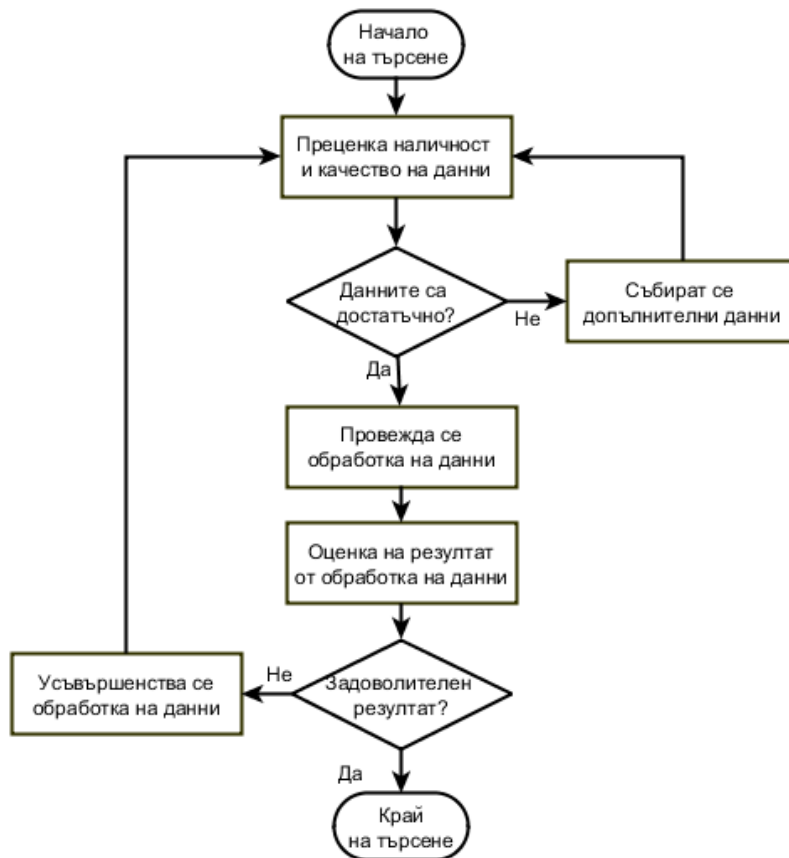 Начало
на търсене
Преценка наличност
и качество на данни
Данните са
достатъчно?
Не
Събират се
допълнителни данни
Да
Провежда се
обработка на данни
Оценка на резултат
от обработка на данни
Задоволителен
резултат?
Не
Усъвършенства се
обработка на данни
Да
Край
на търсене